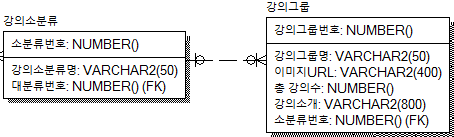 강의소분류
소분류번호: NUMBER()
강의소분류명: VARCHAR2(50)
대분류번호: NUMBER() (FK)
강의그룹
강의그룹번호: NUMBER()
강의그룹명: VARCHAR2(50)
이미지URL: VARCHAR2(400)
총 강의수: NUMBER()
강의소개: VARCHAR2(800)
소분류번호: NUMBER() (FK)